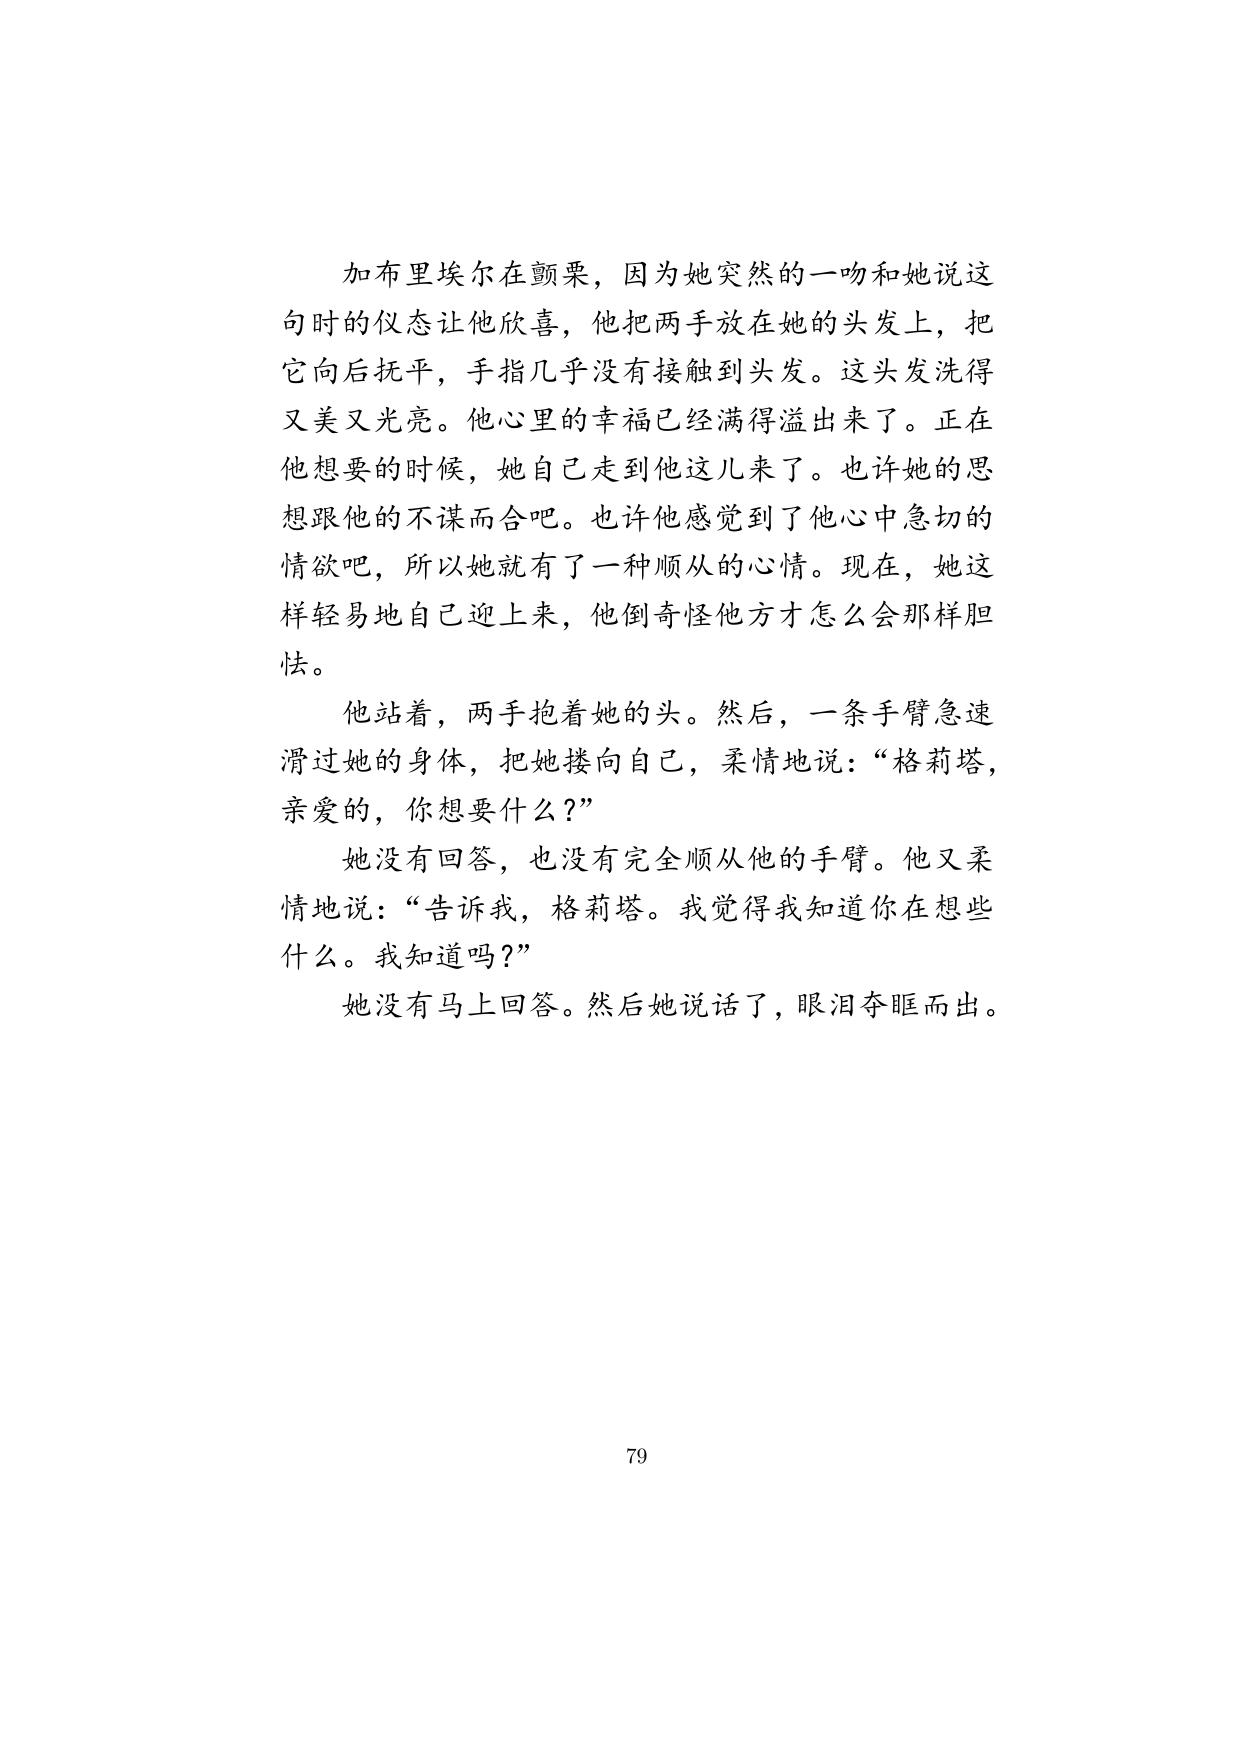 加布里埃尔在颤栗，因为她突然的一吻和她说这
句时的仪态让他欣喜，他把两手放在她的头发上，把
它向后抚平，手指几乎没有接触到头发。这头发洗得
又美又光亮。他心里的幸福已经满得溢出来了。正在
他想要的时候，她自己走到他这儿来了。也许她的思
想跟他的不谋而合吧。也许他感觉到了他心中急切的
情欲吧，所以她就有了一种顺从的心情。现在，她这
样轻易地自己迎上来，他倒奇怪他方才怎么会那样胆
怯。
他站着，两手抱着她的头。然后，一条手臂急速
滑过她的身体，把她搂向自己，柔情地说：“格莉塔，
亲爱的，你想要什么?”
她没有回答，也没有完全顺从他的手臂。他又柔
情地说：“告诉我，格莉塔。我觉得我知道你在想些
什么。我知道吗?”
她没有马上回答。然后她说话了，眼泪夺眶而出。
79